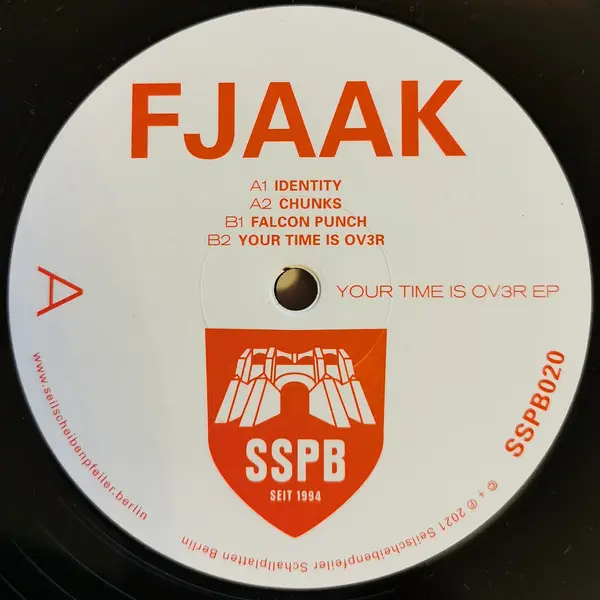 FJAAK
A1 IDENTITY
A2 CHUNKS
B1 FALCON PUNCH
B2 YOUR TIME IS OV3R
YOUR TIME IS OV3R EP
A
SSPB
SEIT 1994
SSPB020
www.seilscheibenpfeiler.berlin
© + ℗ 2021 Seilscheibenpfeiler Schallplatten Berlin